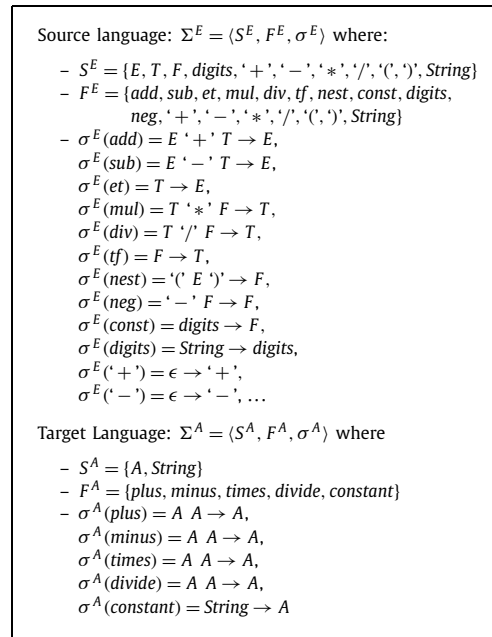 Source language: Σ^E = ⟨S^E, F^E, σ^E⟩ where:
– S^E = {E, T, F, digits, ‘+’, ‘−’, ‘∗’, ‘/’, ‘(’, ‘)’, String}
– F^E = {add, sub, et, mul, div, tf, nest, const, digits,
neg, ‘+’, ‘−’, ‘∗’, ‘/’, ‘(’, ‘)’, String}
– σ^E(add) = E ‘+’ T → E,
σ^E(sub) = E ‘−’ T → E,
σ^E(et) = T → E,
σ^E(mul) = T ‘∗’ F → T,
σ^E(div) = T ‘/’ F → T,
σ^E(tf) = F → T,
σ^E(nest) = ‘(’ E ‘)’ → F,
σ^E(neg) = ‘−’ F → F,
σ^E(const) = digits → F,
σ^E(digits) = String → digits,
σ^E(‘+’) = ϵ → ‘+’,
σ^E(‘−’) = ϵ → ‘−’, …
Target Language: Σ^A = ⟨S^A, F^A, σ^A⟩ where
– S^A = {A, String}
– F^A = {plus, minus, times, divide, constant}
– σ^A(plus) = A A → A,
σ^A(minus) = A A → A,
σ^A(times) = A A → A,
σ^A(divide) = A A → A,
σ^A(constant) = String → A